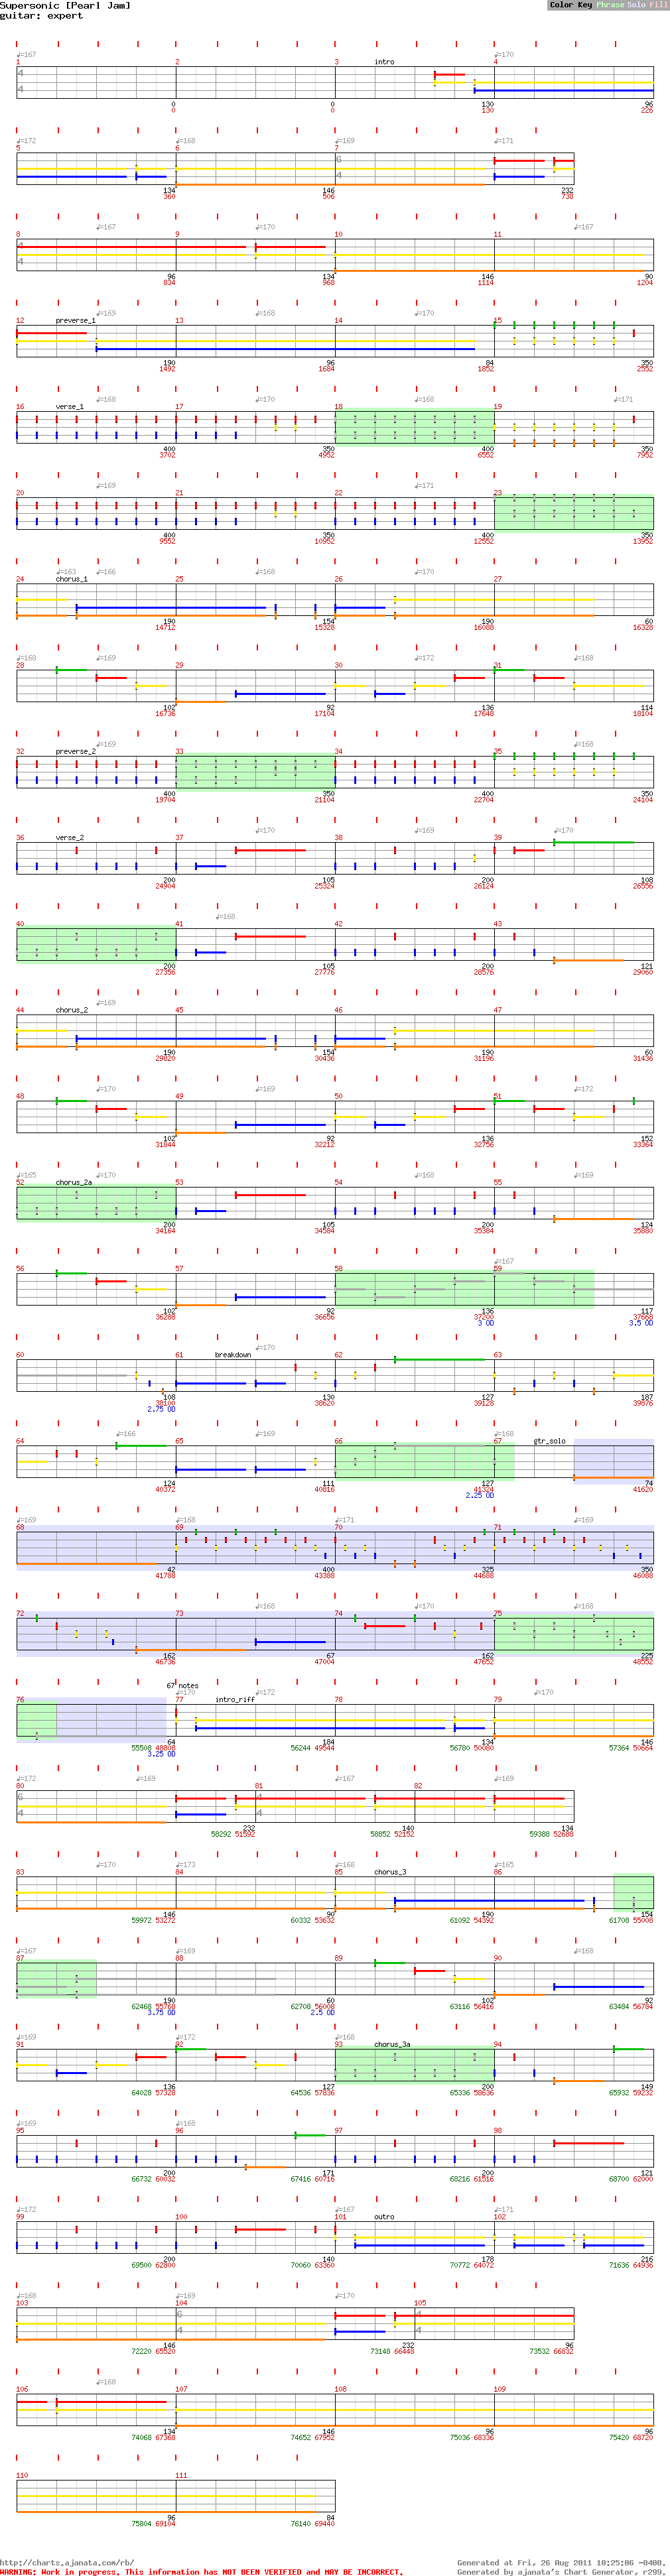 Supersonic [Pearl Jam]
Color Key Phrase Solo Fill
guitar: expert
♩=167 ♩=170
1 2 3 intro 4
4
4
0 0 130 96
0 0 130 226
♩=172 ♩=168 ♩=169 ♩=171
5 6 7
6
4
134 146 232
360 506 738
♩=167 ♩=170 ♩=167
8 9 10 11
4
4
96 134 146 90
834 968 1114 1204
♩=169 ♩=168 ♩=170
12 preverse_1 13 14 15
190 96 84 350
1492 1684 1852 2552
♩=168 ♩=170 ♩=168 ♩=171
16 verse_1 17 18 19
400 350 400 350
3702 4952 6552 7952
♩=169 ♩=171
20 21 22 23
400 350 400 350
9552 10952 12552 13952
♩=163 ♩=166 ♩=168 ♩=170
24 chorus_1 25 26 27
190 154 190 60
14712 15328 16088 16328
♩=168 ♩=169 ♩=172 ♩=168
28 29 30 31
102 92 136 114
16736 17104 17648 18104
♩=169 ♩=168
32 preverse_2 33 34 35
400 350 400 350
19704 21104 22704 24104
♩=170 ♩=169 ♩=170
36 verse_2 37 38 39
200 105 200 108
24904 25324 26124 26556
♩=168
40 41 42 43
200 105 200 121
27356 27776 28576 29060
♩=169
44 chorus_2 45 46 47
190 154 190 60
29820 30436 31196 31436
♩=170 ♩=169 ♩=172
48 49 50 51
102 92 136 152
31844 32212 32756 33364
♩=165 ♩=170 ♩=168 ♩=169
52 chorus_2a 53 54 55
200 105 200 124
34164 34584 35384 35880
♩=167
56 57 58 59
102 92 136 117
36288 36656 37200 37668
3 OD 3.5 OD
♩=170
60 61 breakdown 62 63
108 130 127 187
38100 38620 39128 39876
2.75 OD
♩=166 ♩=169 ♩=168
64 65 66 67 gtr_solo
124 111 127 74
40372 40816 41324 41620
2.25 OD
♩=169 ♩=168 ♩=171 ♩=169
68 69 70 71
42 400 325 350
41788 43388 44688 46088
♩=168 ♩=170 ♩=168
72 73 74 75
162 67 162 225
46736 47004 47652 48552
67 notes
♩=170 ♩=172 ♩=170
76 77 intro_riff 78 79
64 184 134 146
55508 48808 56244 49544 56780 50080 57364 50664
3.25 OD
♩=172 ♩=169 ♩=167 ♩=169
80 81 82
6 4
4 4
232 140 134
58292 51592 58852 52152 59388 52688
♩=170 ♩=173 ♩=168 ♩=165
83 84 85 chorus_3 86
146 90 190 154
59972 53272 60332 53632 61092 54392 61708 55008
♩=167 ♩=169 ♩=168
87 88 89 90
190 60 102 92
62468 55768 62708 56008 63116 56416 63484 56784
3.75 OD 2.5 OD
♩=169 ♩=172 ♩=168
91 92 93 chorus_3a 94
136 127 200 149
64028 57328 64536 57836 65336 58636 65932 59232
♩=169 ♩=168
95 96 97 98
200 171 200 121
66732 60032 67416 60716 68216 61516 68700 62000
♩=172 ♩=167 ♩=171
99 100 101 outro 102
200 140 178 216
69500 62800 70060 63360 70772 64072 71636 64936
♩=168 ♩=169 ♩=170
103 104 105
6 4
4 4
146 232 96
72220 65520 73148 66448 73532 66832
♩=168
106 107 108 109
134 146 96 96
74068 67368 74652 67952 75036 68336 75420 68720
110 111
96 84
75804 69104 76140 69440
http://charts.ajanata.com/rb/ Generated at Fri, 26 Aug 2011 10:25:06 -0400.
WARNING: Work in progress. This information has NOT BEEN VERIFIED and MAY BE INCORRECT. Generated by ajanata's Chart Generator, r299.